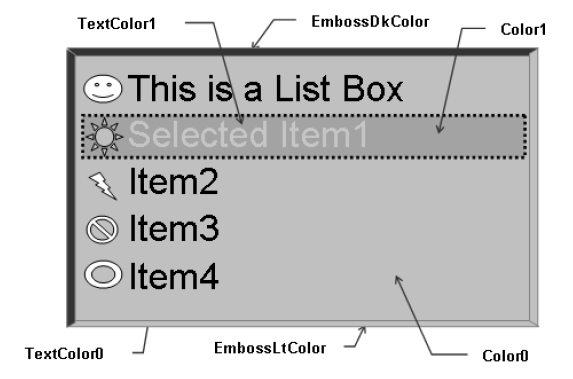 TextColor1
EmbossDkColor
Color1
This is a List Box
Selected Item1
Item2
Item3
Item4
TextColor0
EmbossLtColor
Color0